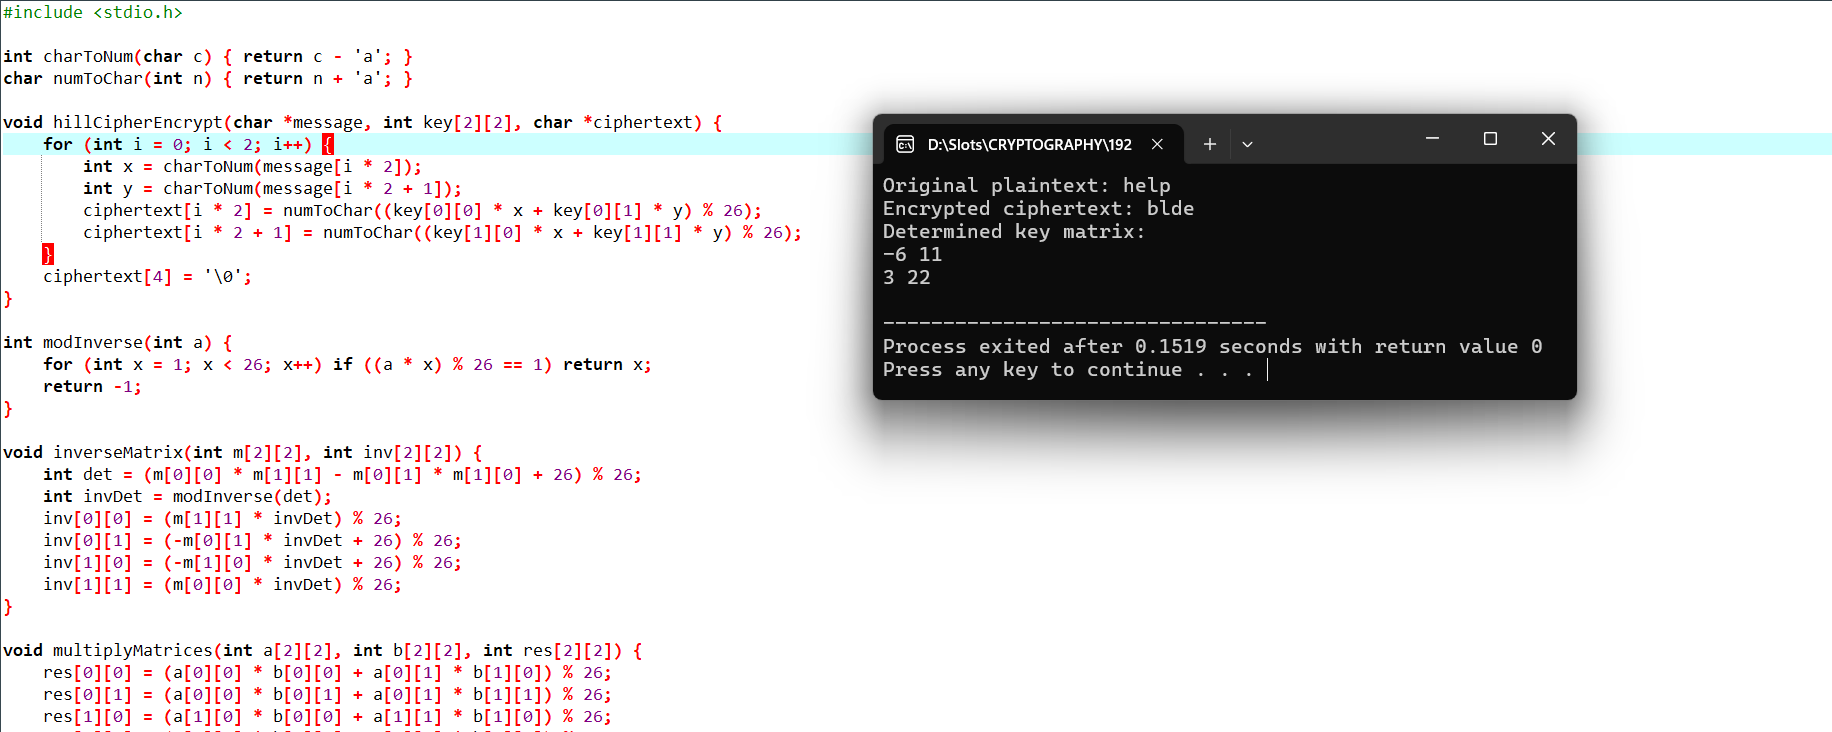 #include <stdio.h>

int charToNum(char c) { return c - 'a'; }
char numToChar(int n) { return n + 'a'; }

void hillCipherEncrypt(char *message, int key[2][2], char *ciphertext) {
    for (int i = 0; i < 2; i++) {
        int x = charToNum(message[i * 2]);
        int y = charToNum(message[i * 2 + 1]);
        ciphertext[i * 2] = numToChar((key[0][0] * x + key[0][1] * y) % 26);
        ciphertext[i * 2 + 1] = numToChar((key[1][0] * x + key[1][1] * y) % 26);
    }
    ciphertext[4] = '\0';
}

int modInverse(int a) {
    for (int x = 1; x < 26; x++) if ((a * x) % 26 == 1) return x;
    return -1;
}

void inverseMatrix(int m[2][2], int inv[2][2]) {
    int det = (m[0][0] * m[1][1] - m[0][1] * m[1][0] + 26) % 26;
    int invDet = modInverse(det);
    inv[0][0] = (m[1][1] * invDet) % 26;
    inv[0][1] = (-m[0][1] * invDet + 26) % 26;
    inv[1][0] = (-m[1][0] * invDet + 26) % 26;
    inv[1][1] = (m[0][0] * invDet) % 26;
}

void multiplyMatrices(int a[2][2], int b[2][2], int res[2][2]) {
    res[0][0] = (a[0][0] * b[0][0] + a[0][1] * b[1][0]) % 26;
    res[0][1] = (a[0][0] * b[0][1] + a[0][1] * b[1][1]) % 26;
    res[1][0] = (a[1][0] * b[0][0] + a[1][1] * b[1][0]) % 26;
D:\Slots\CRYPTOGRAPHY\192
Original plaintext: help
Encrypted ciphertext: blde
Determined key matrix:
-6 11
3 22

--------------------------------
Process exited after 0.1519 seconds with return value 0
Press any key to continue . . .